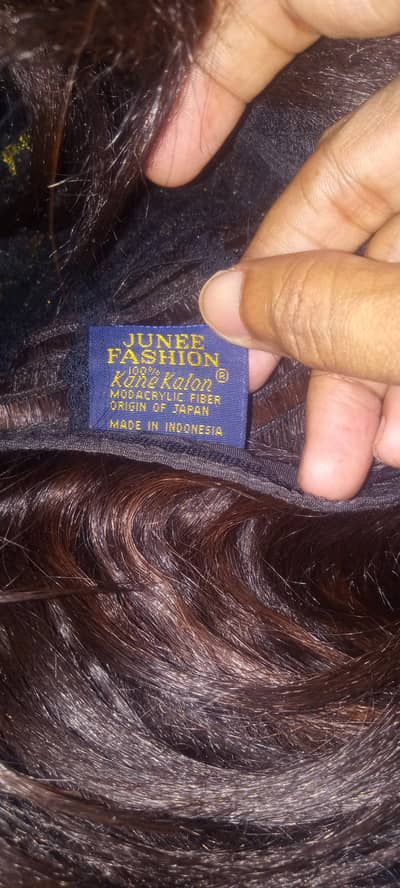 JUNEE
FASHION
100%
Kane Kalon ®
MODACRYLIC FIBER
ORIGIN OF JAPAN
MADE IN INDONESIA